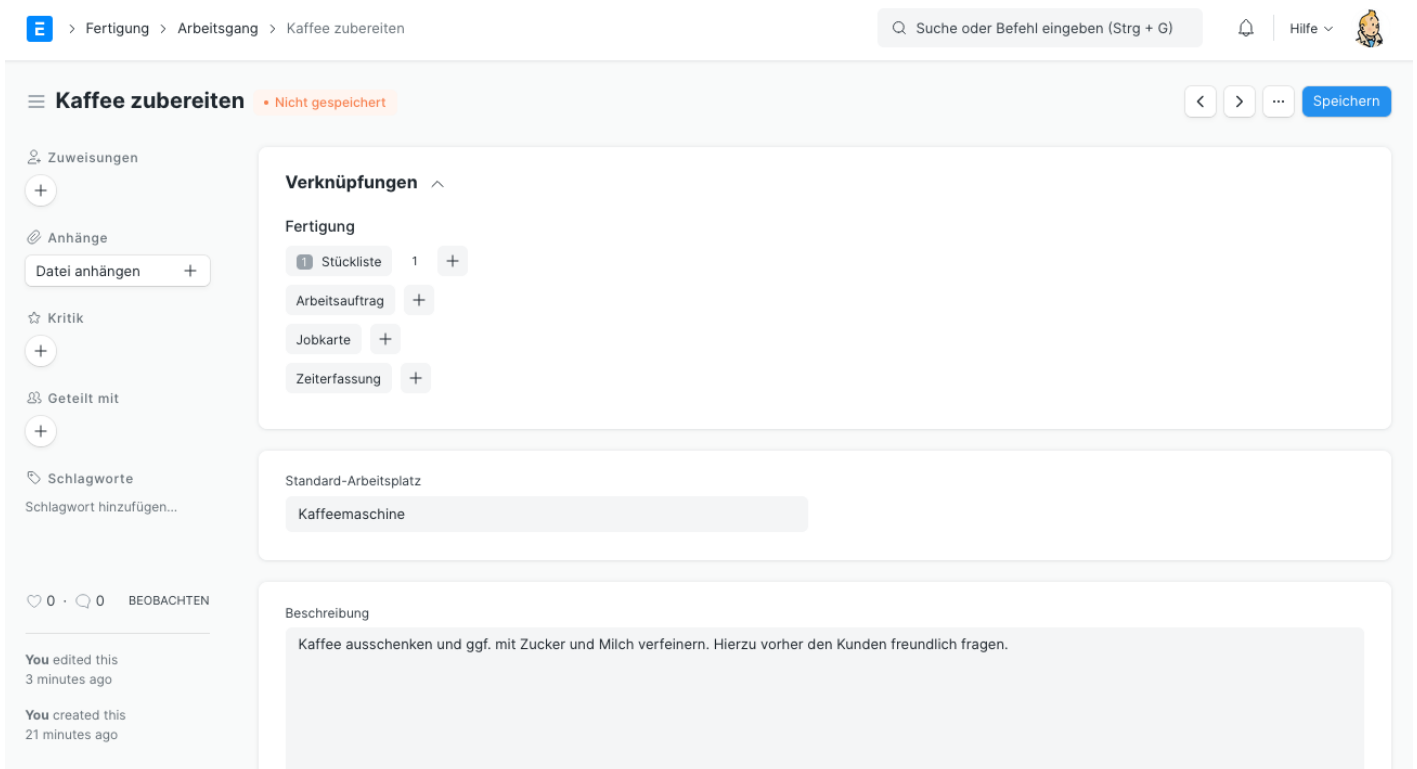 E > Fertigung > Arbeitsgang > Kaffee zubereiten
Suche oder Befehl eingeben (Strg + G)
Hilfe
Kaffee zubereiten • Nicht gespeichert
Speichern
Zuweisungen
Anhänge
Datei anhängen
Kritik
Geteilt mit
Schlagworte
Schlagwort hinzufügen...
0 · 0 BEOBACHTEN
You edited this
3 minutes ago
You created this
21 minutes ago
Verknüpfungen
Fertigung
1 Stückliste 1 +
Arbeitsauftrag +
Jobkarte +
Zeiterfassung +
Standard-Arbeitsplatz
Kaffeemaschine
Beschreibung
Kaffee ausschenken und ggf. mit Zucker und Milch verfeinern. Hierzu vorher den Kunden freundlich fragen.